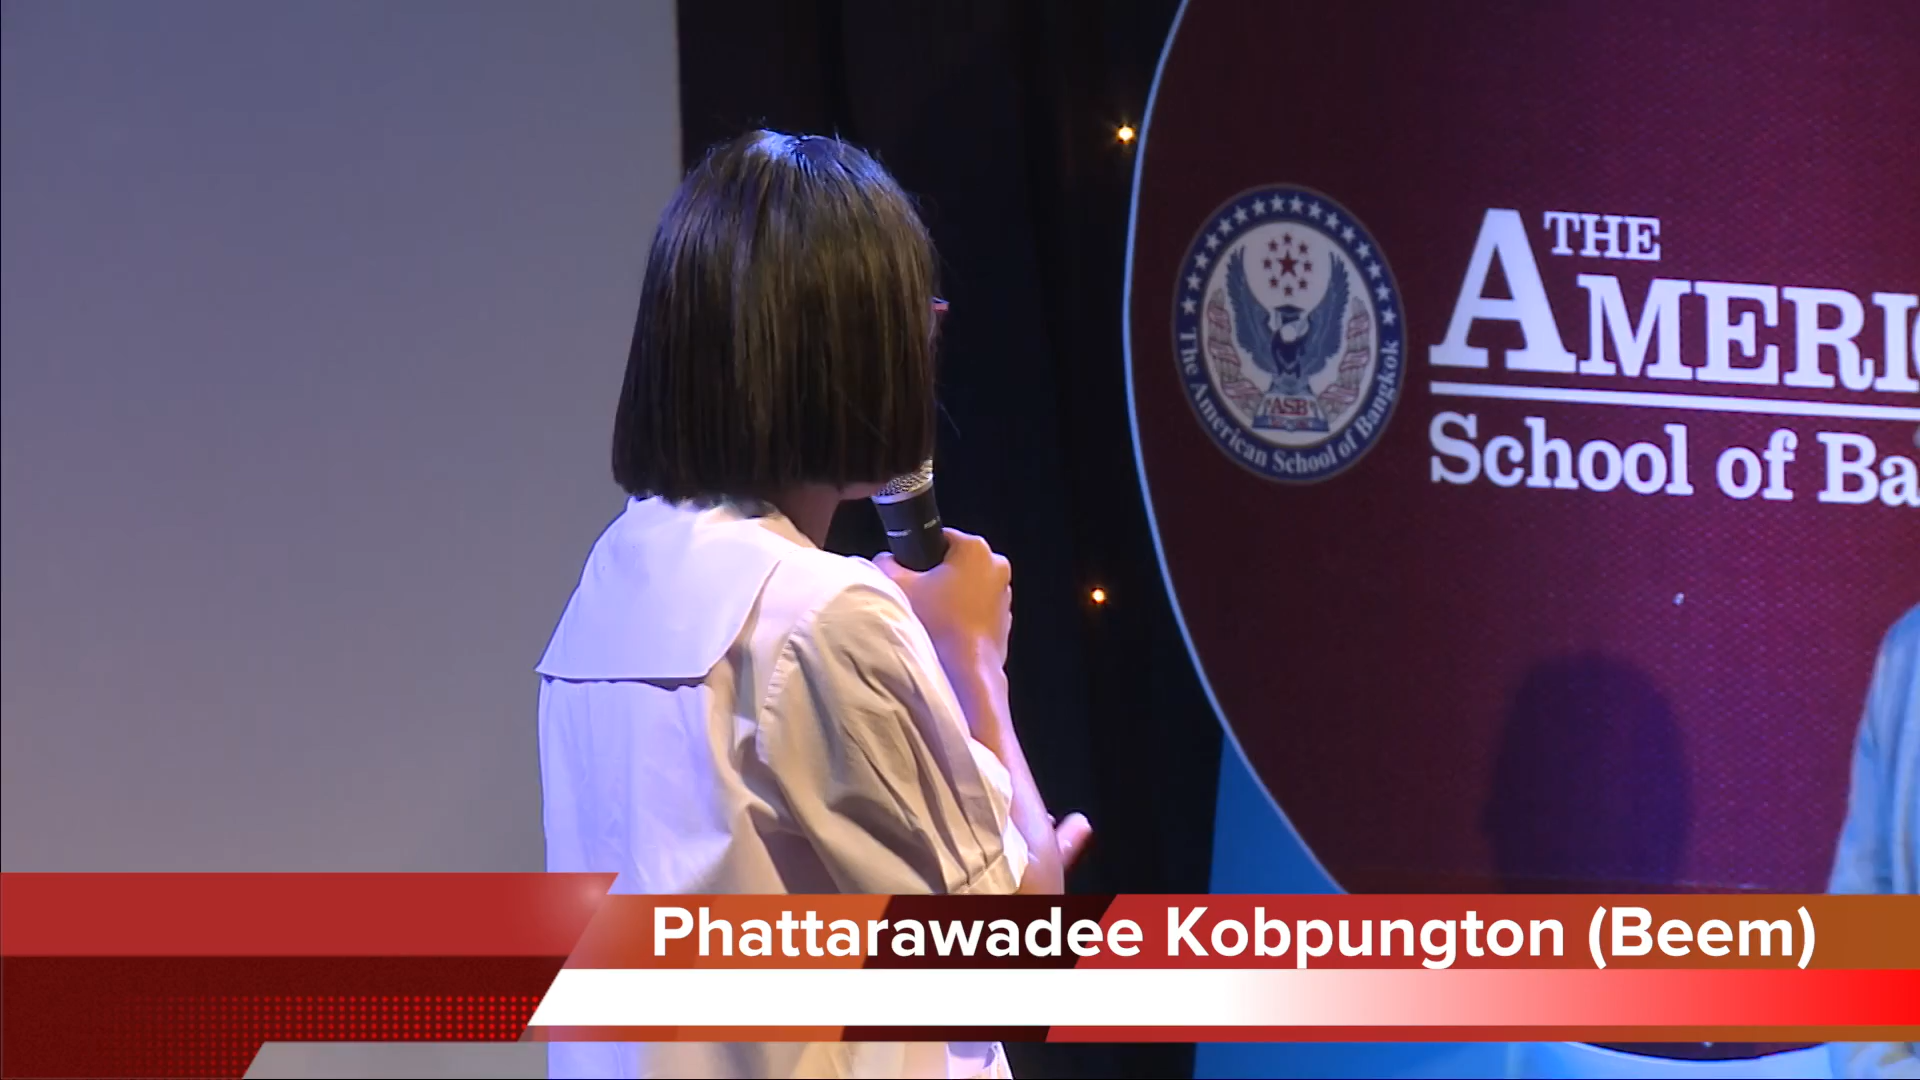 THE
AMERI
School of Ba
The American School of Bangkok
ASB
Phattarawadee Kobpungton (Beem)